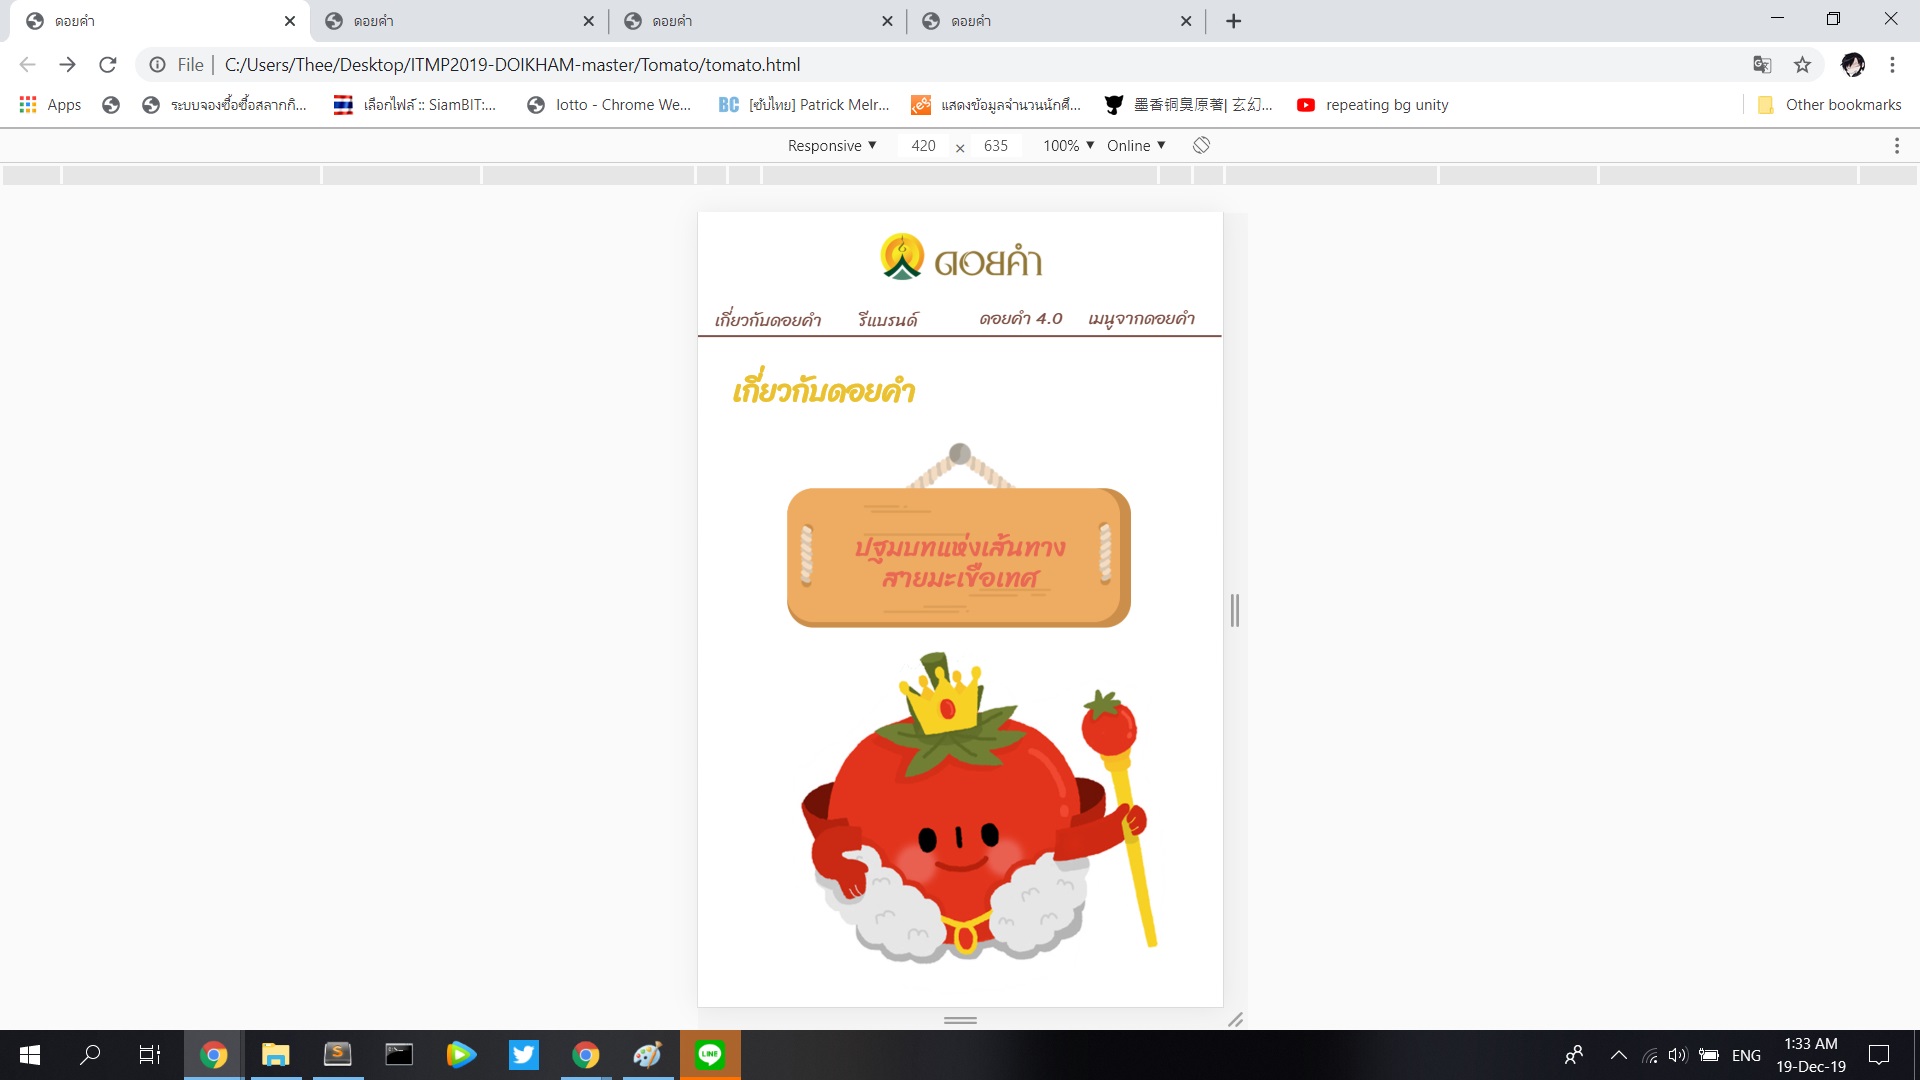 ดอยคำ
ดอยคำ
ดอยคำ
ดอยคำ
File
C:/Users/Thee/Desktop/ITMP2019-DOIKHAM-master/Tomato/tomato.html
Apps
ระบบจองซื้อซื้อสลากกิ...
เลือกไฟล์ :: SiamBIT:...
lotto - Chrome We...
BC [ซับไทย] Patrick Melr...
reg แสดงข้อมูลจำนวนนักศึ...
墨香铜臭原著| 玄幻...
repeating bg unity
Other bookmarks
Responsive ▼ 420 × 635 100% ▼ Online ▼
ดอยคำ
เกี่ยวกับดอยคำ รีแบรนด์ ดอยคำ 4.0 เมนูจากดอยคำ
เกี่ยวกับดอยคำ
ปฐมบทแห่งเส้นทาง
สายมะเขือเทศ
LINE
ENG
1:33 AM
19-Dec-19